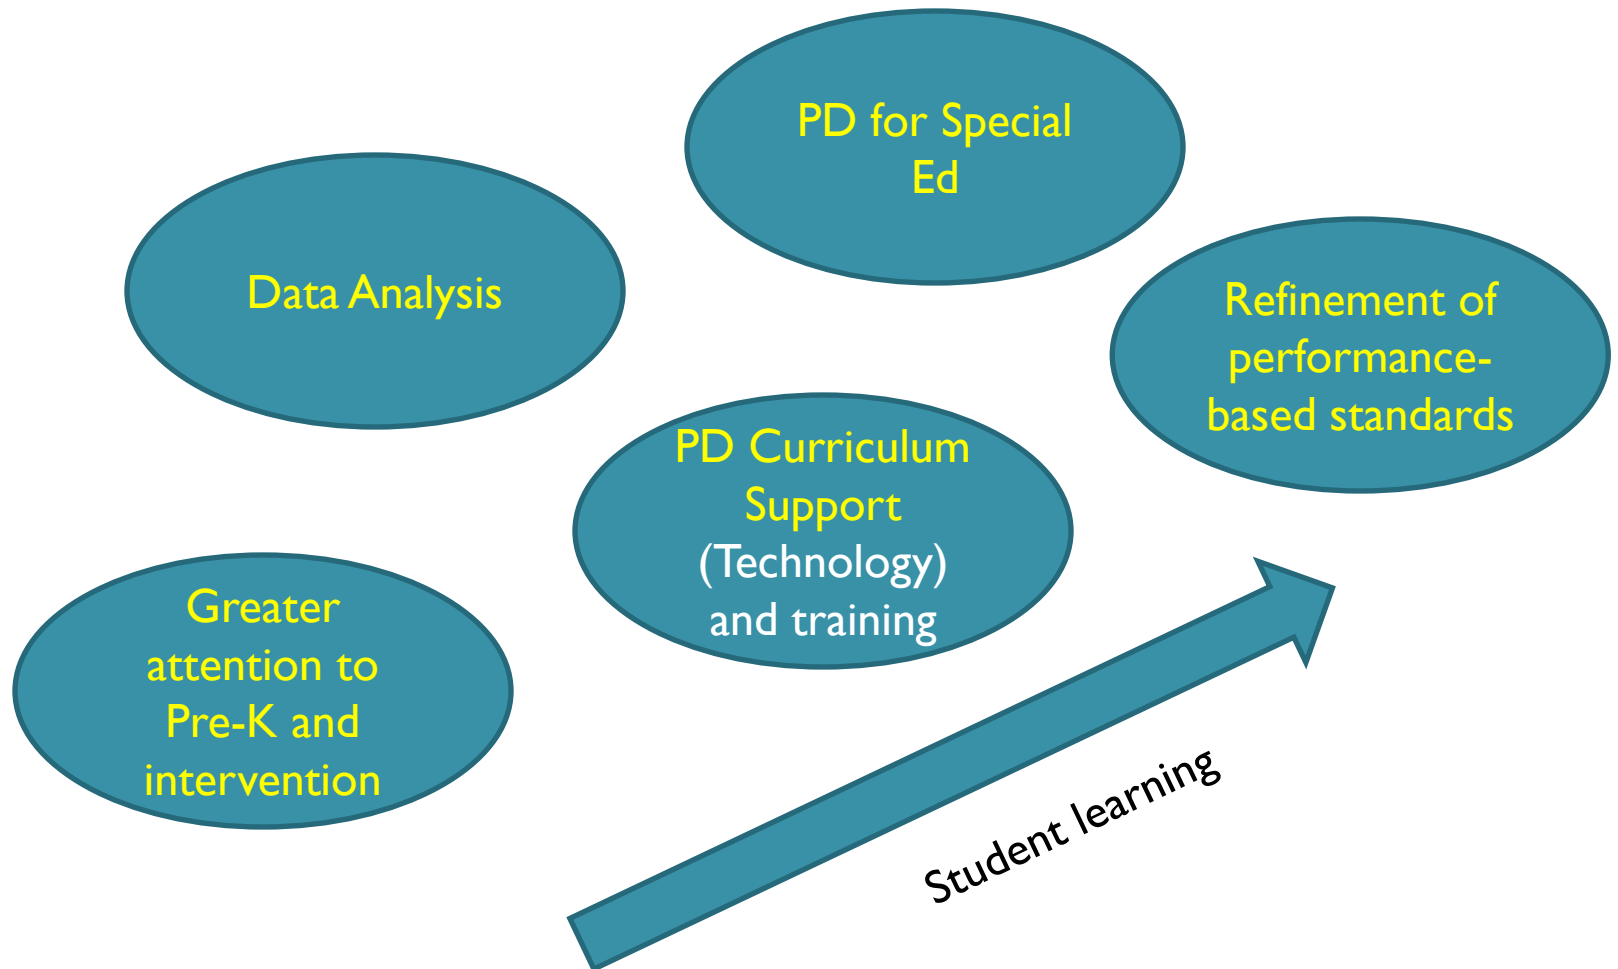 PD for Special
Ed
Data Analysis
Refinement of
performance-
based standards
PD Curriculum
Support
(Technology)
and training
Greater
attention to
Pre-K and
intervention
Student learning